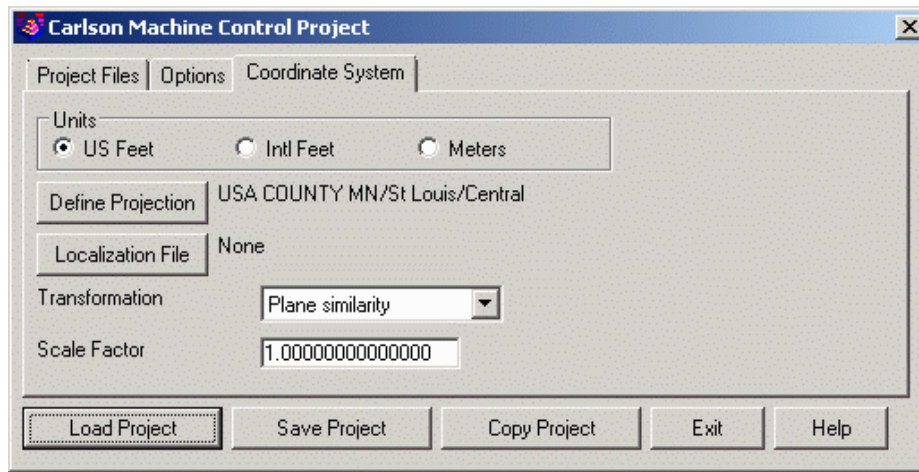 Carlson Machine Control Project
Project Files Options Coordinate System
Units
US Feet Intl Feet Meters
Define Projection USA COUNTY MN/St Louis/Central
Localization File None
Transformation Plane similarity
Scale Factor 1.00000000000000
Load Project Save Project Copy Project Exit Help